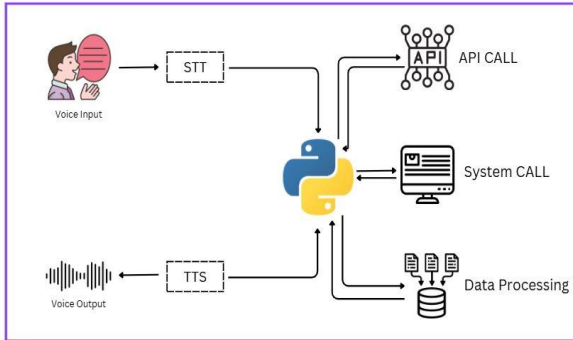 Voice Input
STT
API
API CALL
System CALL
Voice Output
TTS
Data Processing